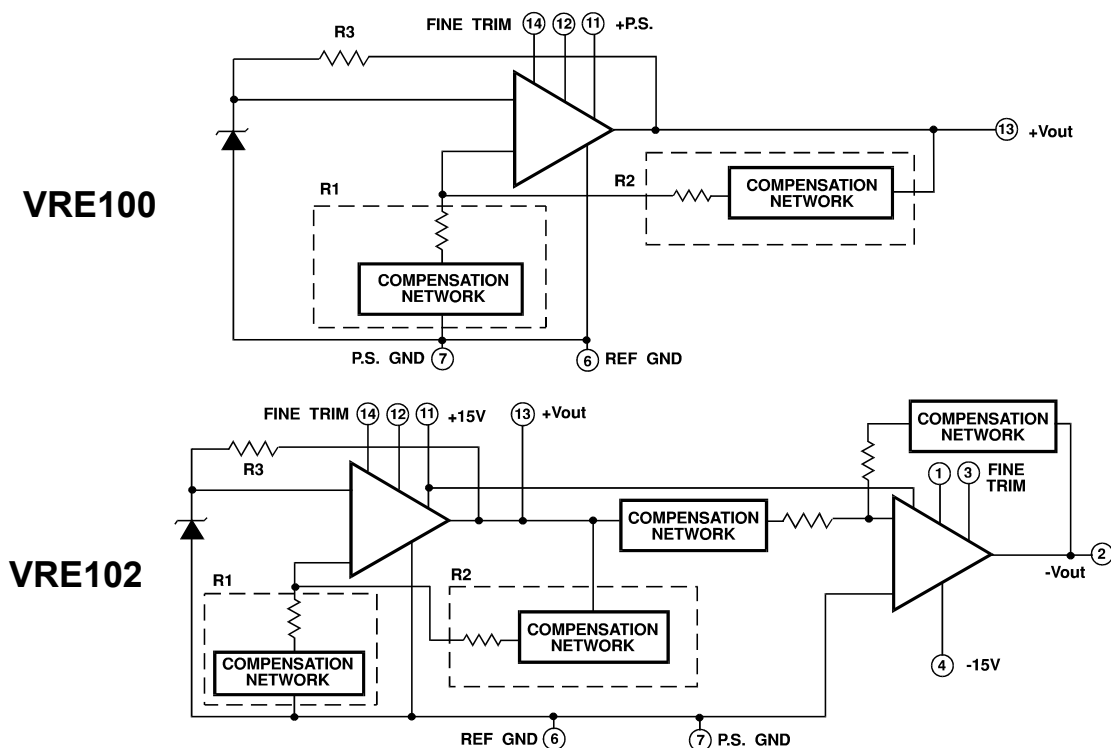 R3
FINE TRIM 14 12 11 +P.S.
13 +Vout
VRE100
R1
R2
COMPENSATION
NETWORK
COMPENSATION
NETWORK
P.S. GND 7
6 REF GND
VRE102
FINE TRIM 14 12 11 +15V
13 +Vout
R3
COMPENSATION
NETWORK
1 3 FINE
TRIM
COMPENSATION
NETWORK
2
-Vout
R1
R2
COMPENSATION
NETWORK
COMPENSATION
NETWORK
4 -15V
REF GND 6
7 P.S. GND